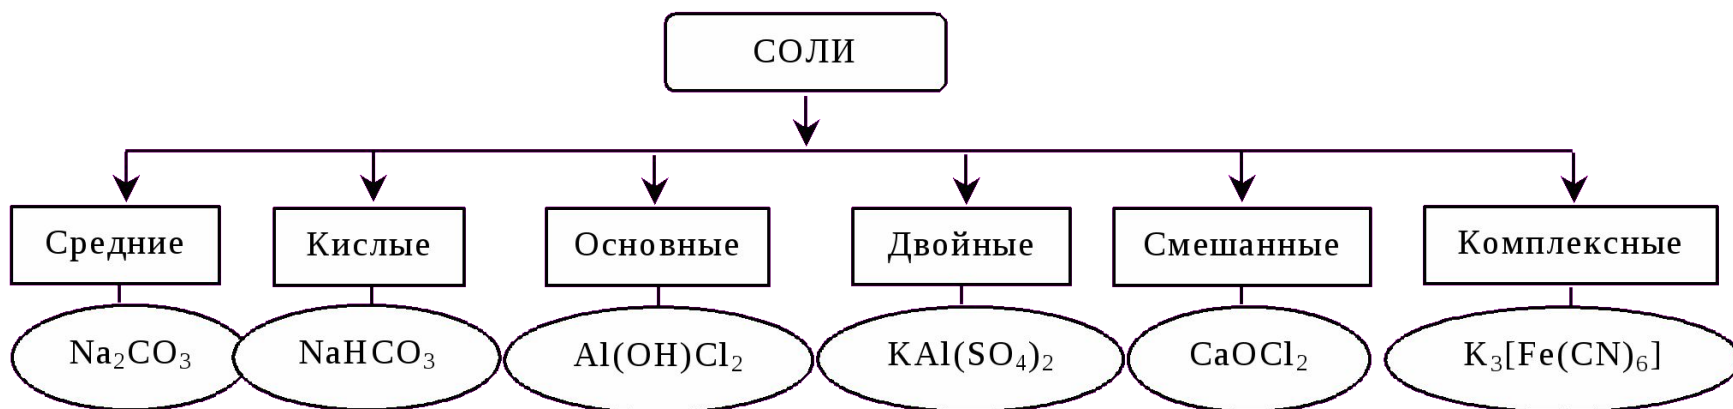 СОЛИ
Средние Кислые Основные Двойные Смешанные Комплексные
Na₂CO₃ NaHCO₃ Al(OH)Cl₂ KAl(SO₄)₂ CaOCl₂ K₃[Fe(CN)₆]